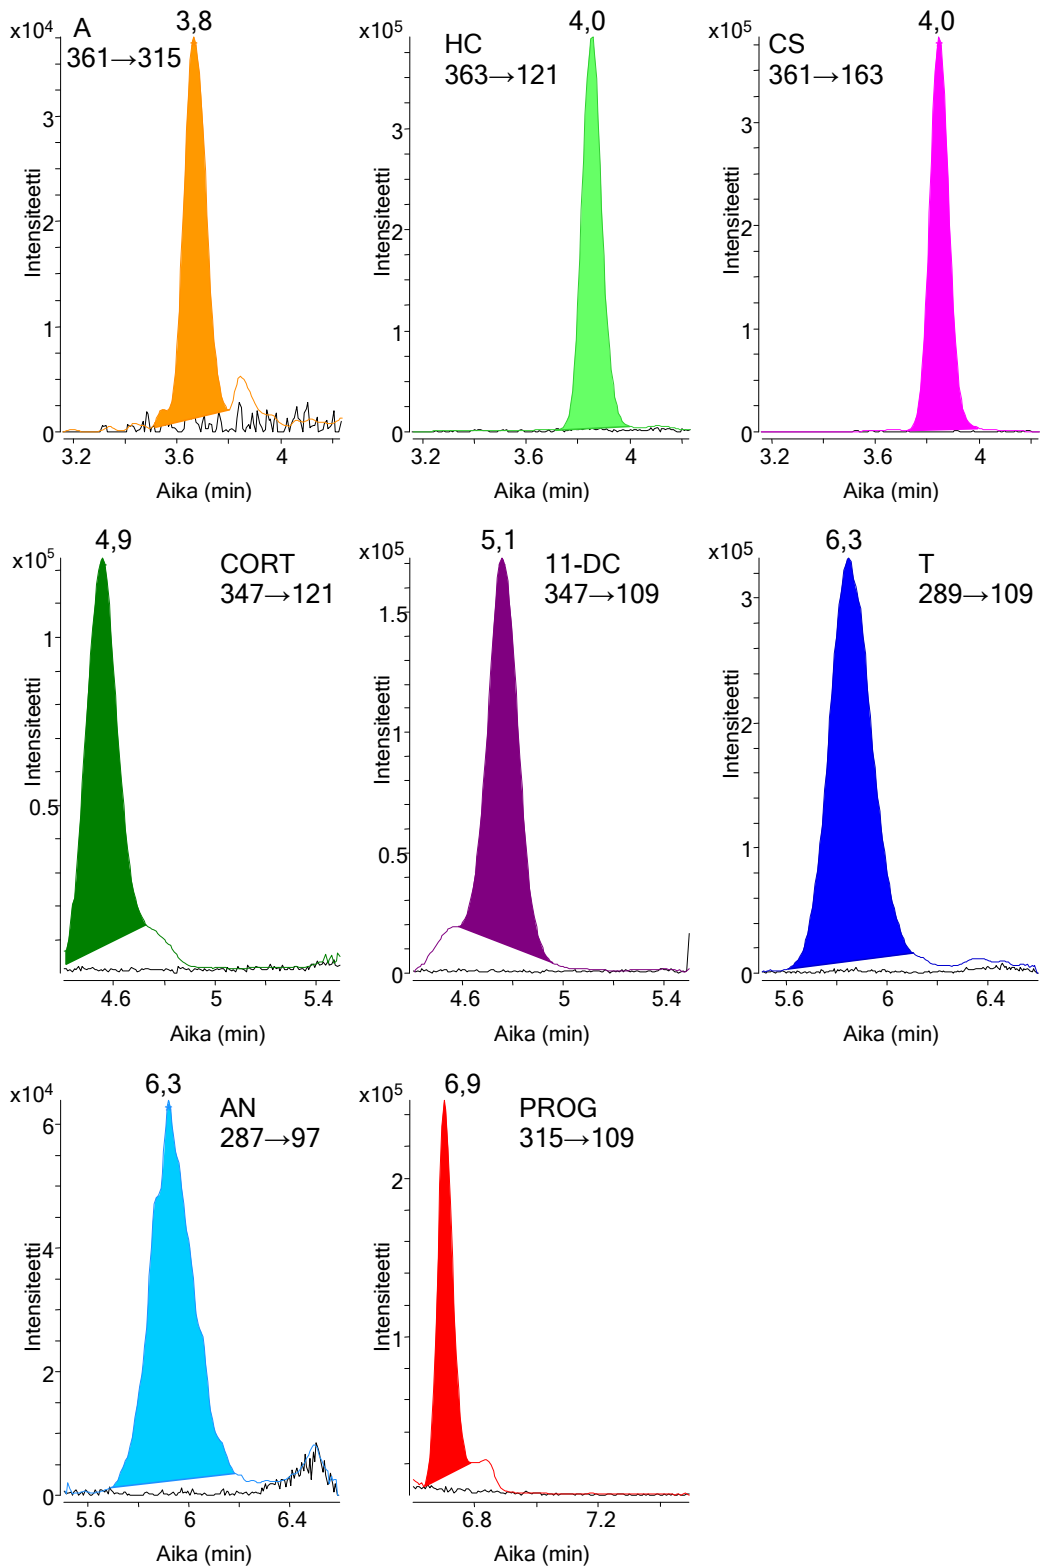 x10⁴
A
361→315
3,8
3
2
1
0
Intensiteetti
3.2
3.6
4
Aika (min)
x10⁵
HC
363→121
4,0
3
2
1
0
Intensiteetti
3.2
3.6
4
Aika (min)
x10⁵
CS
361→163
4,0
3
2
1
0
Intensiteetti
3.2
3.6
4
Aika (min)
x10⁵
4,9
CORT
347→121
1
0.5
Intensiteetti
4.6
5
5.4
Aika (min)
x10⁵
5,1
11-DC
347→109
1.5
1
0.5
0
Intensiteetti
4.6
5
5.4
Aika (min)
x10⁵
6,3
T
289→109
3
2
1
0
Intensiteetti
5.6
6
6.4
Aika (min)
x10⁴
6,3
AN
287→97
6
4
2
0
Intensiteetti
5.6
6
6.4
Aika (min)
x10⁵
6,9
PROG
315→109
2
1
Intensiteetti
6.8
7.2
Aika (min)